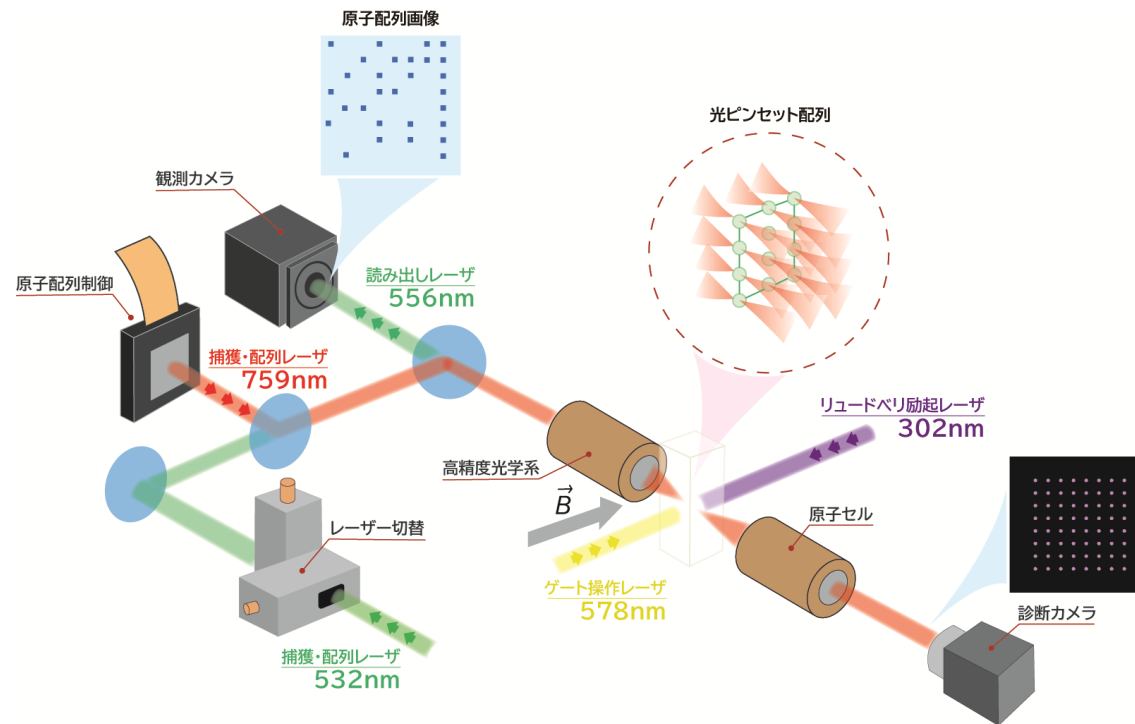 原子配列画像
光ピンセット配列
観測カメラ
原子配列制御
読み出しレーザ
556nm
捕獲・配列レーザ
759nm
リュードベリ励起レーザ
302nm
高精度光学系
B
原子セル
レーザー切替
ゲート操作レーザ
578nm
診断カメラ
捕獲・配列レーザ
532nm